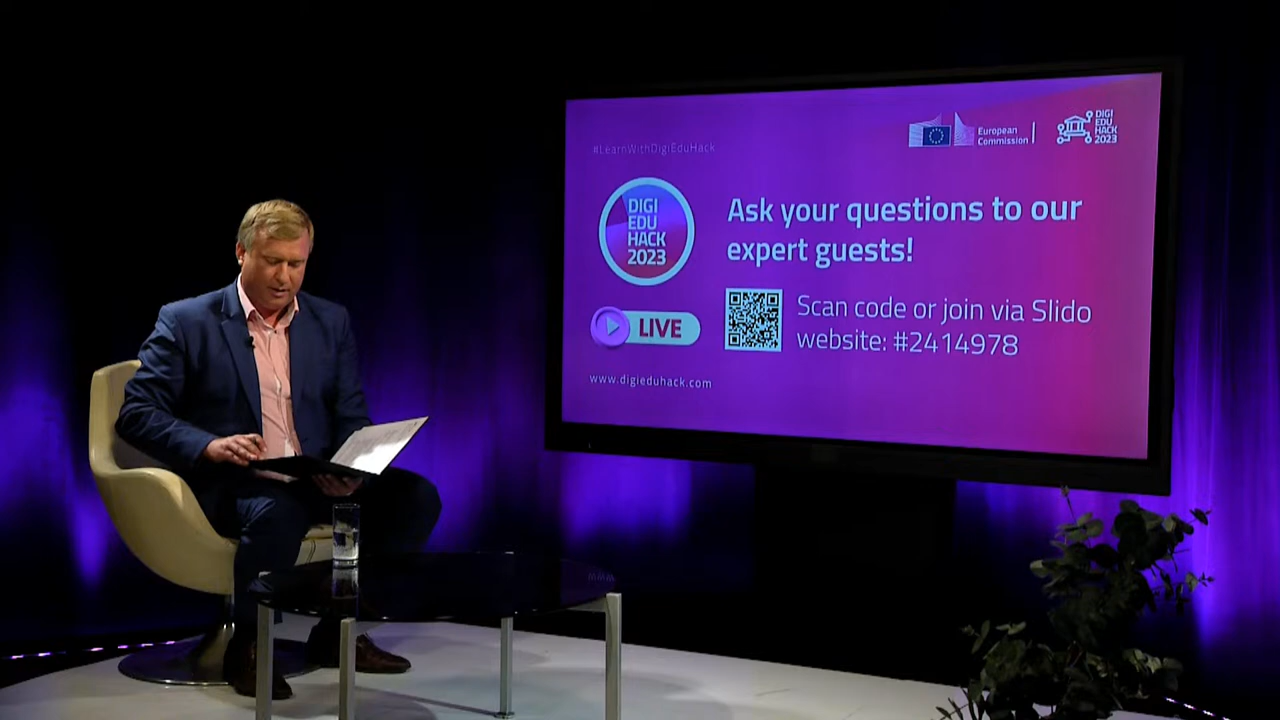 #LearnWithDigiEduHack
European
Commission
DIGI
EDU
HACK
2023
DIGI
EDU
HACK
2023
Ask your questions to our
expert guests!
LIVE
Scan code or join via Slido
website: #2414978
www.digieduhack.com